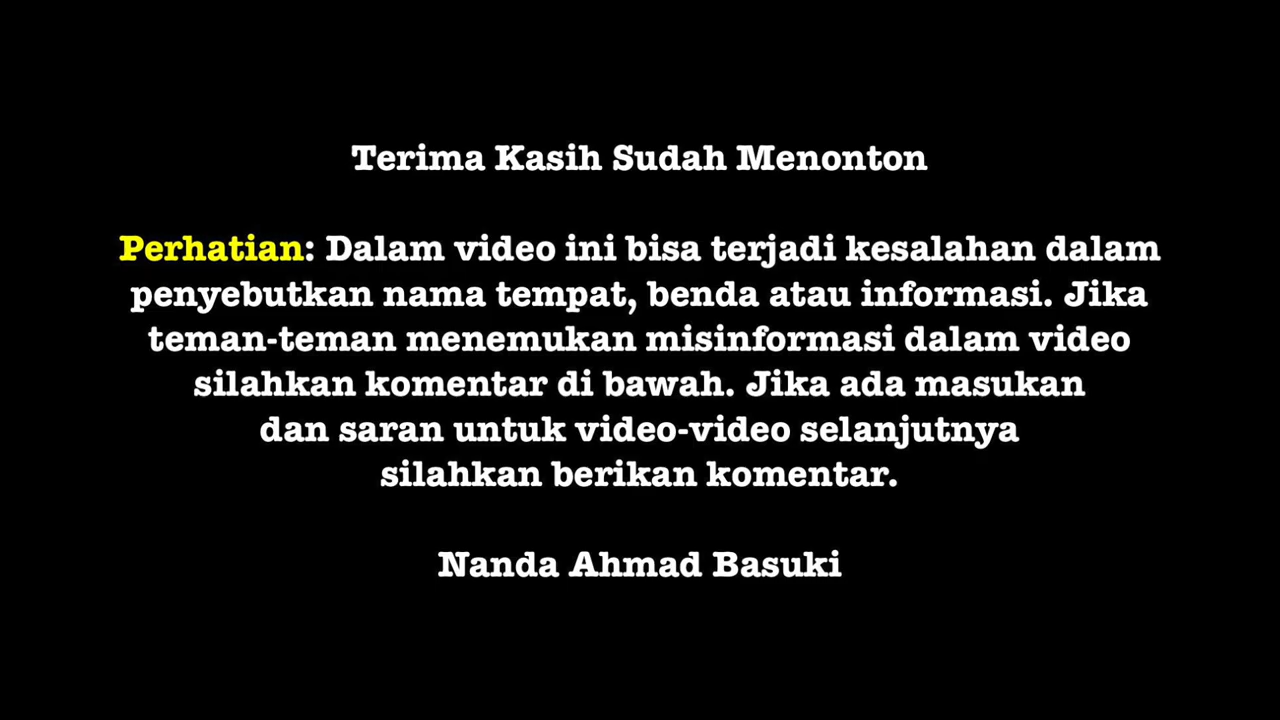 Terima Kasih Sudah Menonton
Perhatian: Dalam video ini bisa terjadi kesalahan dalam
penyebutkan nama tempat, benda atau informasi. Jika
teman-teman menemukan misinformasi dalam video
silahkan komentar di bawah. Jika ada masukan
dan saran untuk video-video selanjutnya
silahkan berikan komentar.
Nanda Ahmad Basuki